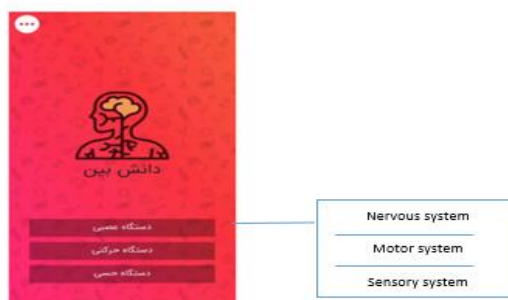 دانش بین
دستگاه عصبی
دستگاه حرکتی
دستگاه حسی
Nervous system
Motor system
Sensory system